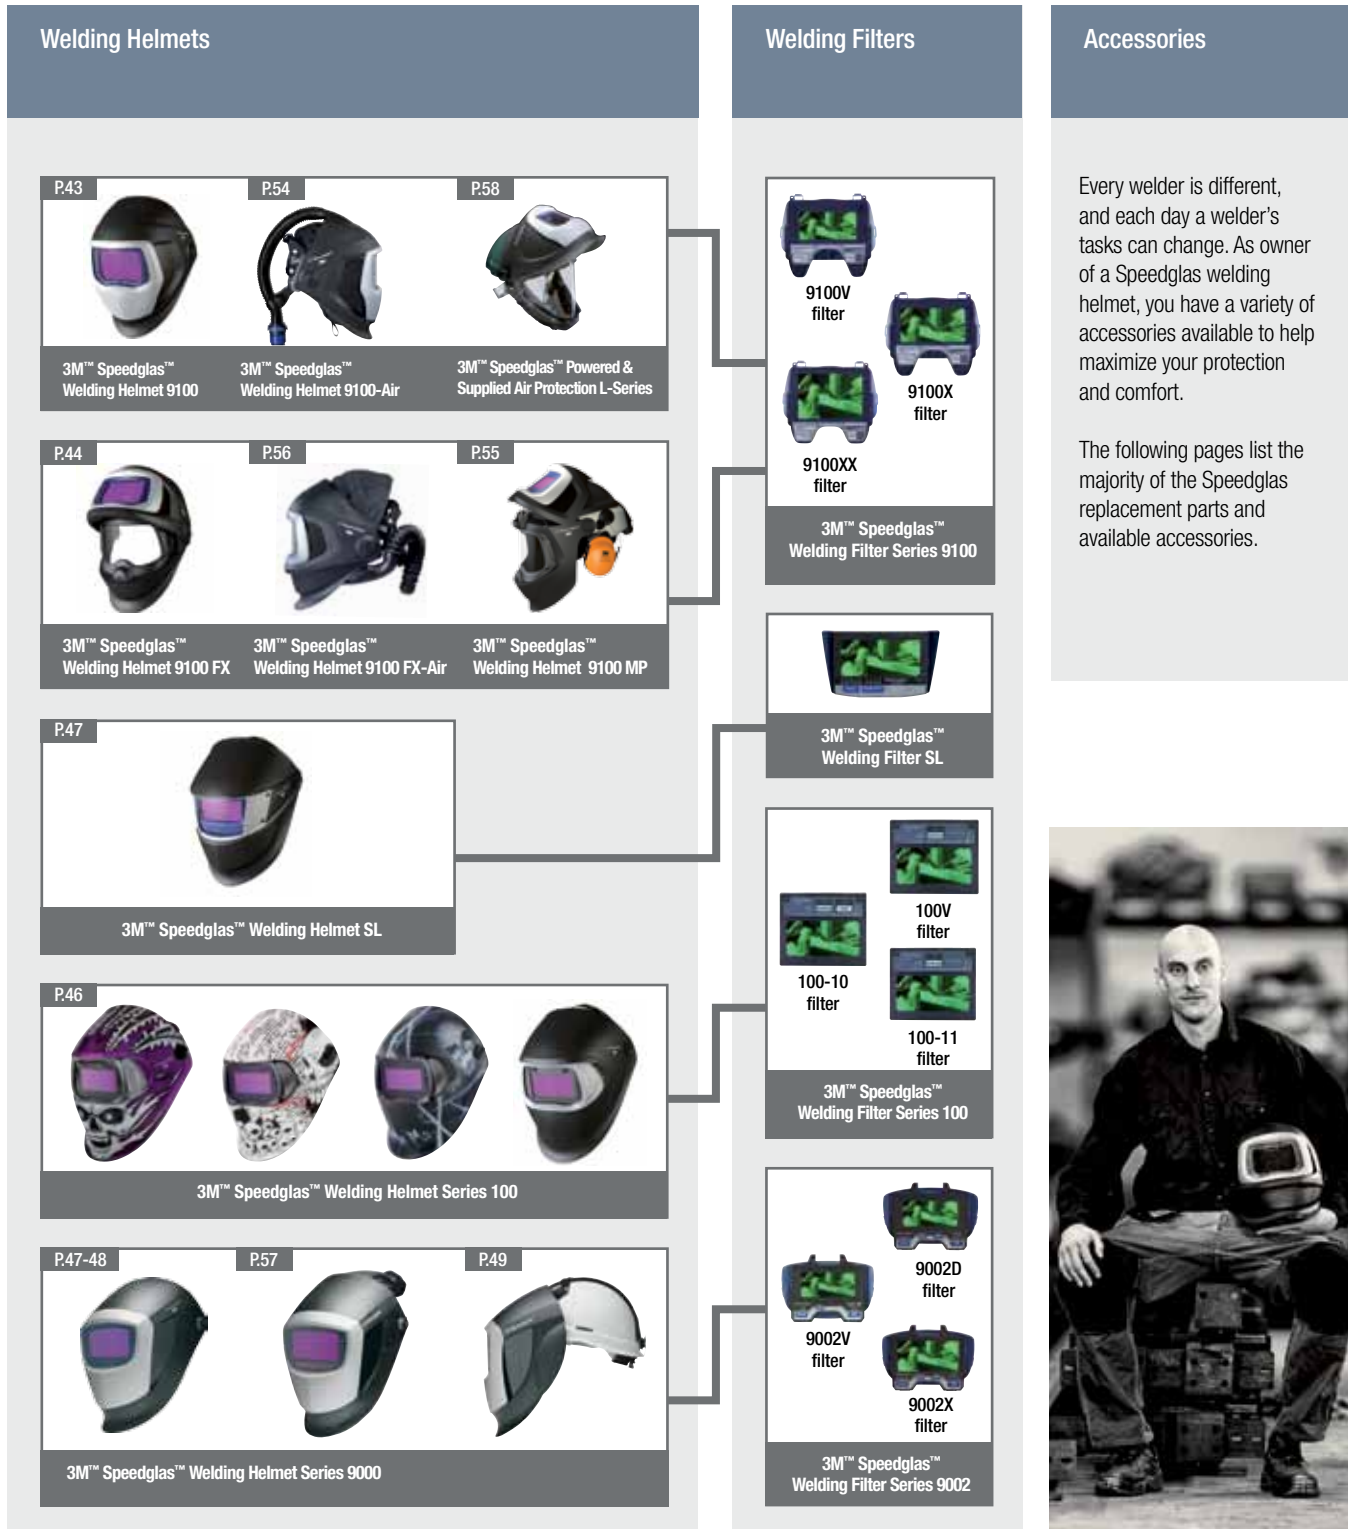 Welding Helmets
P.43
P.54
P.58
3M™ Speedglas™
Welding Helmet 9100
3M™ Speedglas™
Welding Helmet 9100-Air
3M™ Speedglas™ Powered &
Supplied Air Protection L-Series
P.44
P.56
P.55
3M™ Speedglas™
Welding Helmet 9100 FX
3M™ Speedglas™
Welding Helmet 9100 FX-Air
3M™ Speedglas™
Welding Helmet 9100 MP
P.47
3M™ Speedglas™ Welding Helmet SL
P.46
3M™ Speedglas™ Welding Helmet Series 100
P.47-48
P.57
P.49
3M™ Speedglas™ Welding Helmet Series 9000
Welding Filters
9100V
filter
9100X
filter
9100XX
filter
3M™ Speedglas™
Welding Filter Series 9100
3M™ Speedglas™
Welding Filter SL
100V
filter
100-10
filter
100-11
filter
3M™ Speedglas™
Welding Filter Series 100
9002D
filter
9002V
filter
9002X
filter
3M™ Speedglas™
Welding Filter Series 9002
Accessories
Every welder is different,
and each day a welder's
tasks can change. As owner
of a Speedglas welding
helmet, you have a variety of
accessories available to help
maximize your protection
and comfort.
The following pages list the
majority of the Speedglas
replacement parts and
available accessories.